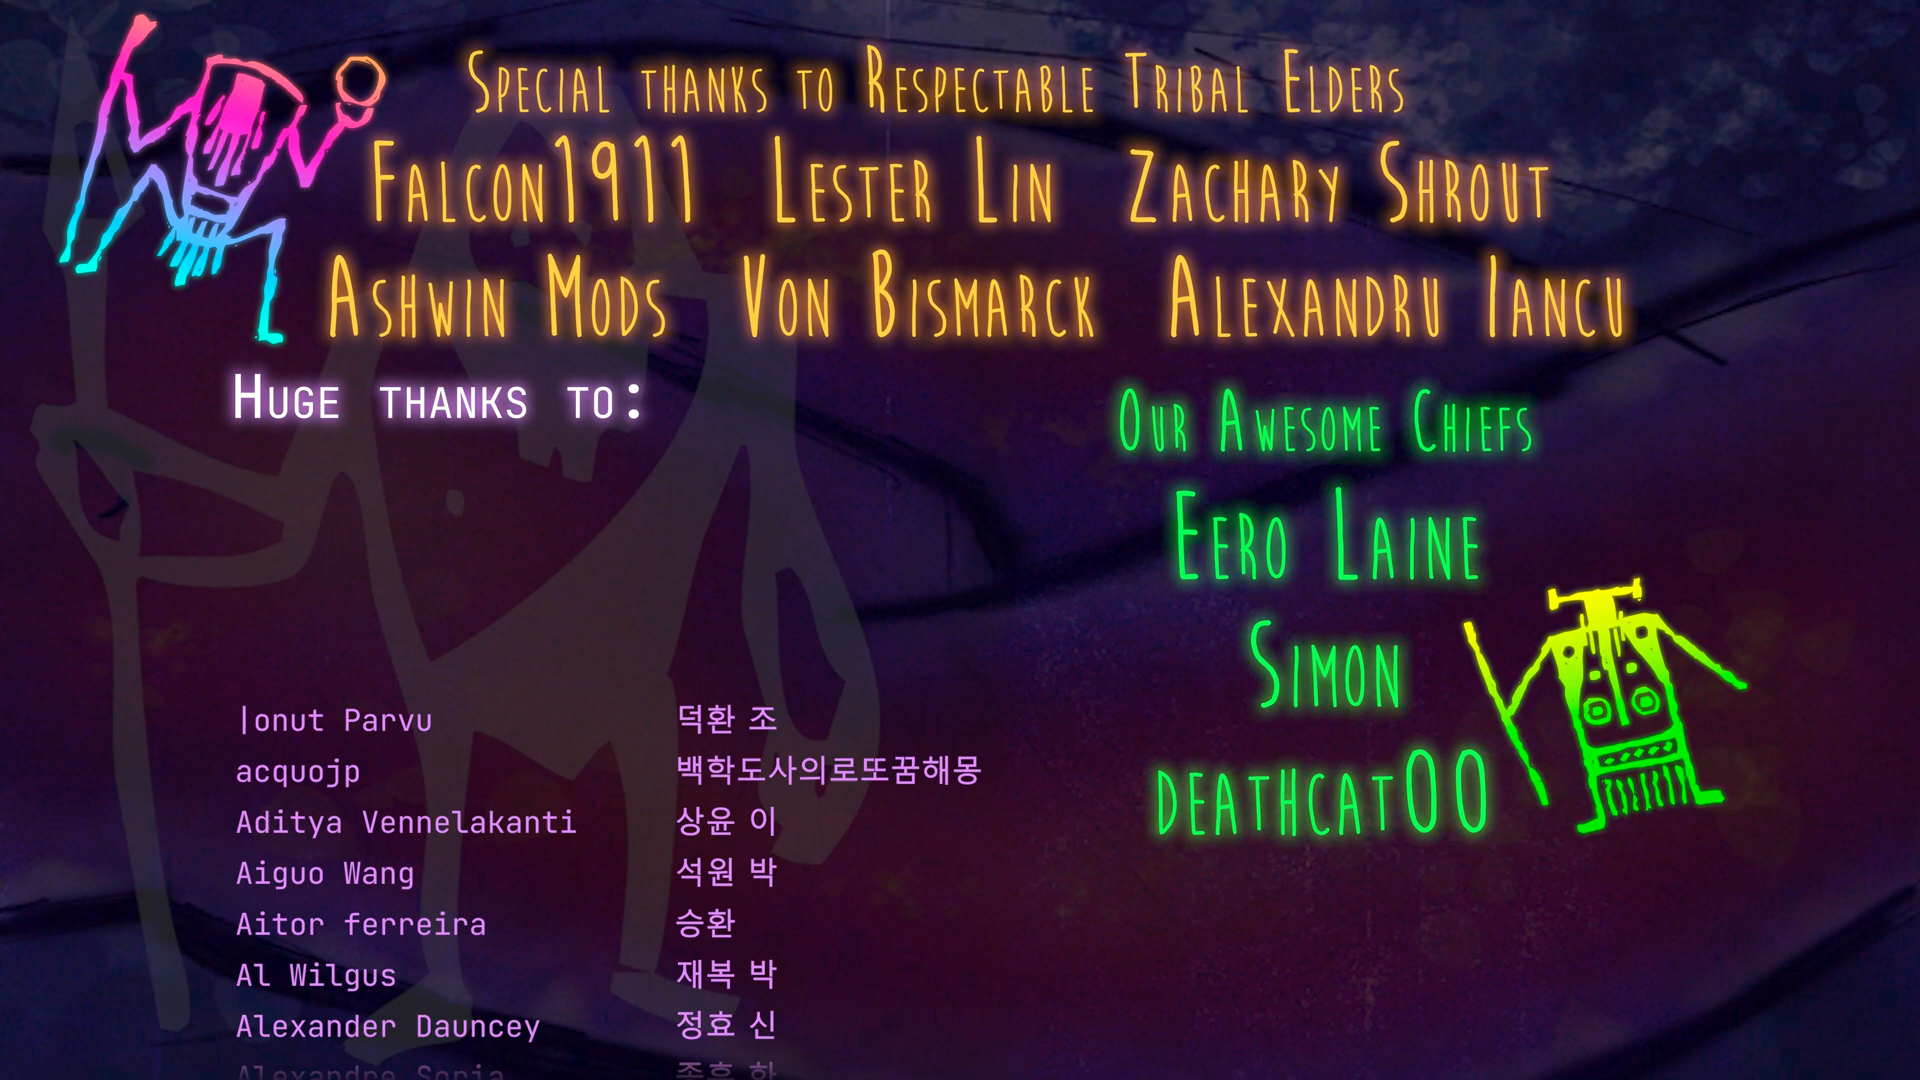 Special thanks to Respectable Tribal Elders
Falcon1911 Lester Lin Zachary Shrout
Ashwin Mods Von Bismarck Alexandru Iancu
Huge thanks to:
Our Awesome Chiefs
Eero Laine
Simon
deathcat00
|onut Parvu
acquojp
Aditya Vennelakanti
Aiguo Wang
Aitor ferreira
Al Wilgus
Alexander Dauncey
덕환 조
백학도사의로또꿈해몽
상윤 이
석원 박
승환
재복 박
정효 신